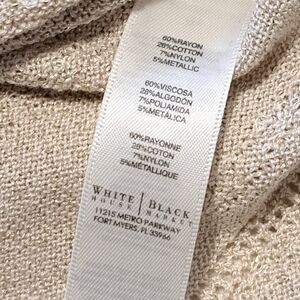 60%RAYON
28%COTTON
7%NYLON
5%METALLIC
60%VISCOSA
28%ALGODÓN
7%POLIAMIDA
5%METÁLICA
60%RAYONNE
28%COTON
7%NYLON
5%MÉTALLIQUE
WHITE | BLACK
HOUSE | MARKET
11215 METRO PARKWAY
FORT MYERS, FL 33966